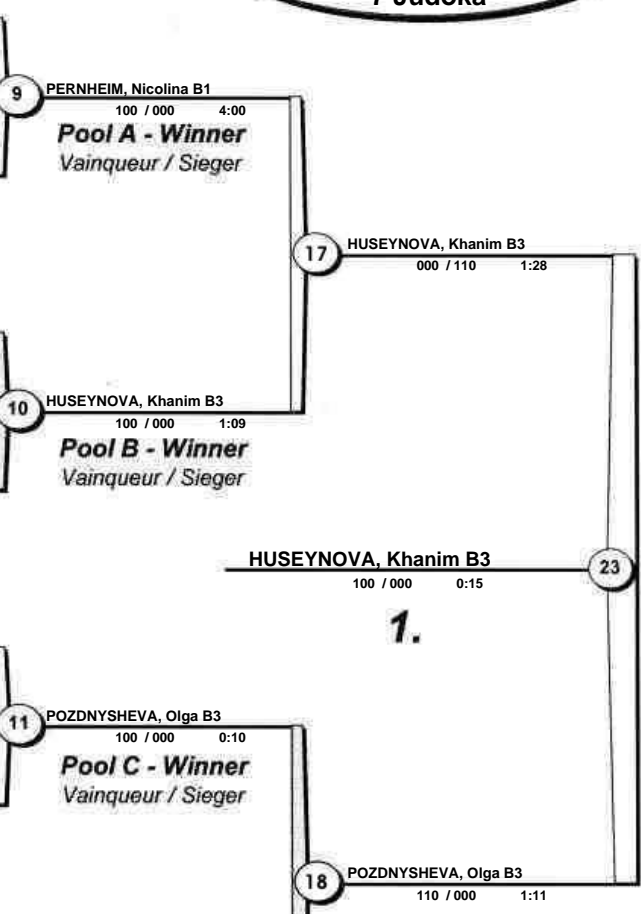 7 Judoka
9
PERNHEIM, Nicolina B1
100 / 000 4:00
Pool A - Winner
Vainqueur / Sieger
17
HUSEYNOVA, Khanim B3
000 / 110 1:28
10
HUSEYNOVA, Khanim B3
100 / 000 1:09
Pool B - Winner
Vainqueur / Sieger
HUSEYNOVA, Khanim B3
100 / 000 0:15
23
1.
11
POZDNYSHEVA, Olga B3
100 / 000 0:10
Pool C - Winner
Vainqueur / Sieger
18
POZDNYSHEVA, Olga B3
110 / 000 1:11